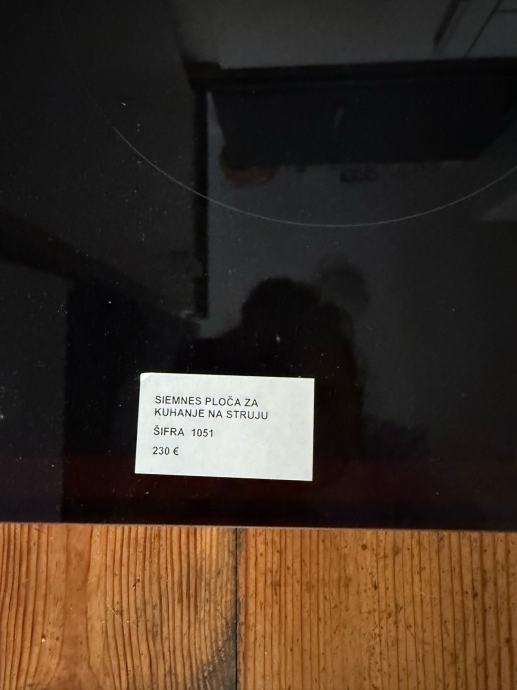 SIEMNES PLOČA ZA
KUHANJE NA STRUJU
ŠIFRA 1051
230 €